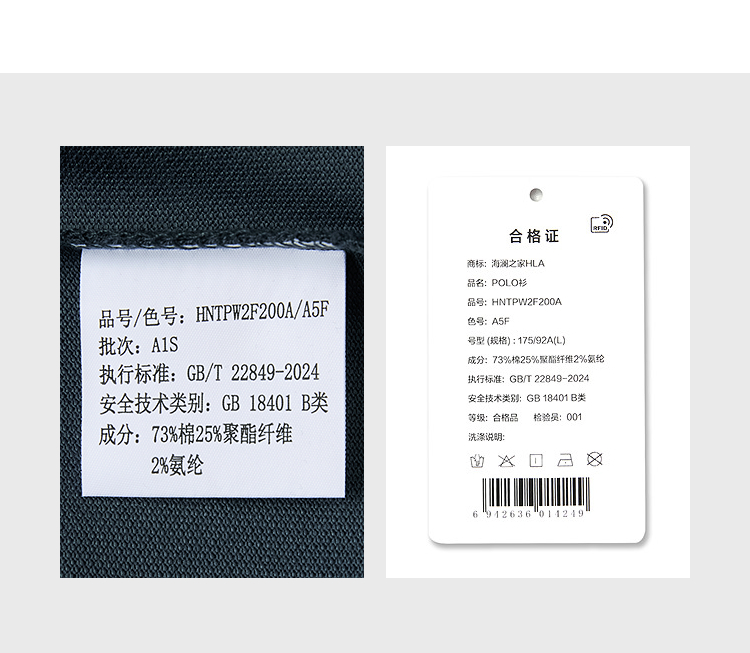 品号/色号：HNTPW2F200A/A5F
批次：A1S
执行标准：GB/T 22849-2024
安全技术类别：GB 18401 B类
成分：73%棉25%聚酯纤维
2%氨纶
RFID
合格证
商标: 海澜之家HLA
品名: POLO衫
品号: HNTPW2F200A
色号: A5F
号型 (规格) : 175/92A(L)
成分: 73%棉25%聚酯纤维2%氨纶
执行标准: GB/T 22849-2024
安全技术类别: GB 18401 B类
等级: 合格品 检验员: 001
洗涤说明:
6 942636 014249